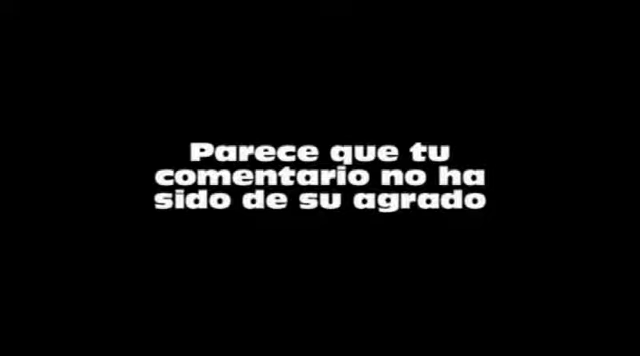 Parece que tu
comentario no ha
sido de su agrado